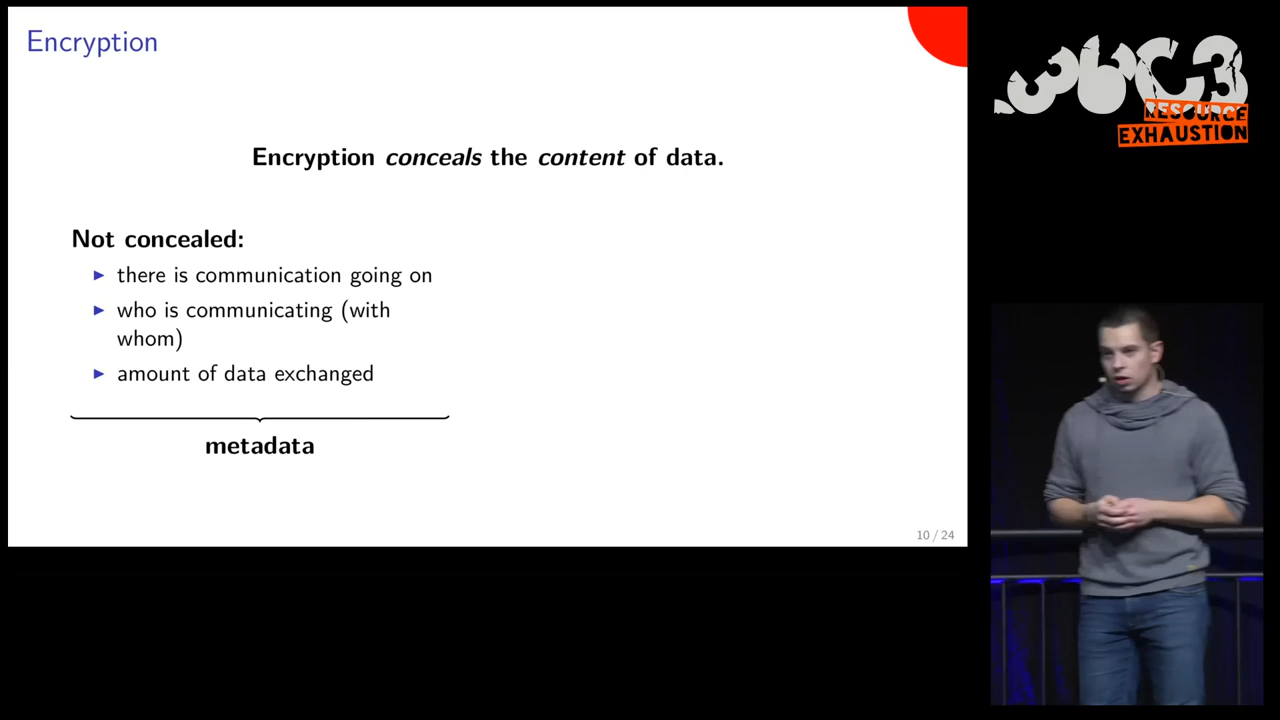 Encryption
Encryption conceals the content of data.
Not concealed:
▶ there is communication going on
▶ who is communicating (with
whom)
▶ amount of data exchanged
metadata
10 / 24
36C3
RESOURCE
EXHAUSTION